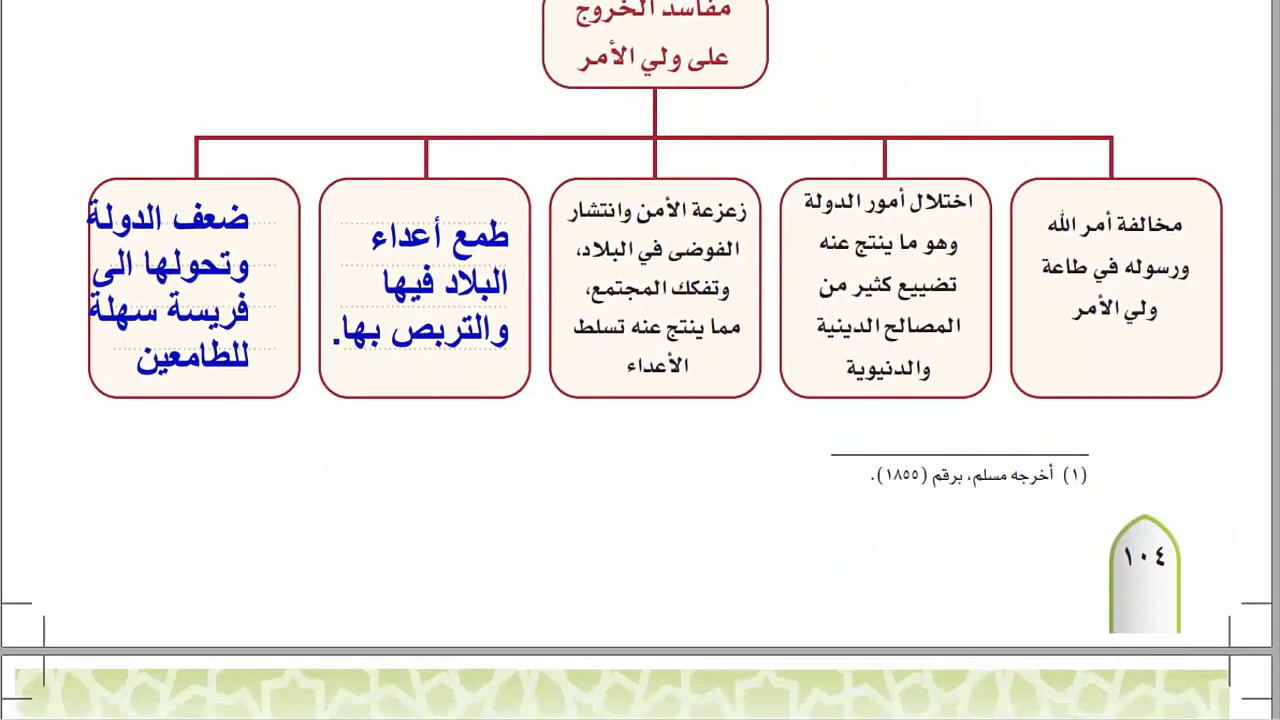 مفاسد الخروج
على ولي الأمر
مخالفة أمر الله
ورسوله في طاعة
ولي الأمر
اختلال أمور الدولة
وهو ما ينتج عنه
تضييع كثير من
المصالح الدينية
والدنيوية
زعزعة الأمن وانتشار
الفوضى في البلاد،
وتفكك المجتمع،
مما ينتج عنه تسلط
الأعداء
طمع أعداء
البلاد فيها
والتربص بها.
ضعف الدولة
وتحولها الى
فريسة سهلة
للطامعين
(١) أخرجه مسلم، برقم (١٨٥٥).
١٠٤